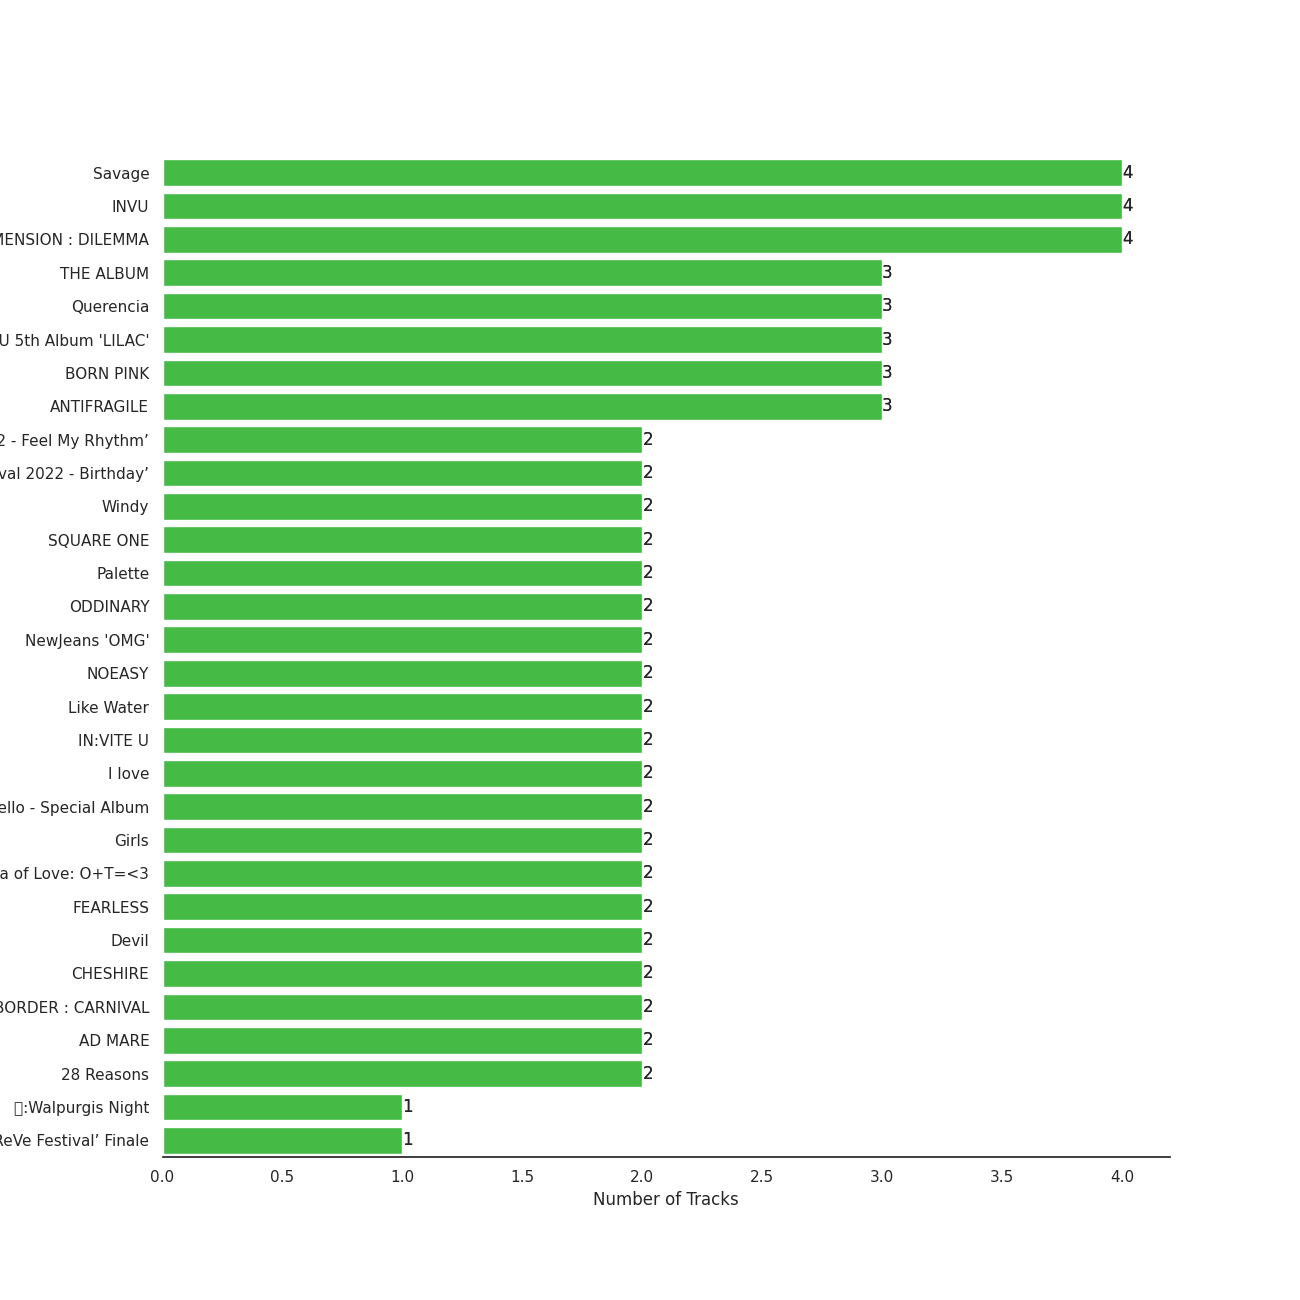 Savage 4
INVU 4
MENSION : DILEMMA 4
THE ALBUM 3
Querencia 3
U 5th Album 'LILAC' 3
BORN PINK 3
ANTIFRAGILE 3
2 - Feel My Rhythm’ 2
val 2022 - Birthday’ 2
Windy 2
SQUARE ONE 2
Palette 2
ODDINARY 2
NewJeans 'OMG' 2
NOEASY 2
Like Water 2
IN:VITE U 2
I love 2
ello - Special Album 2
Girls 2
a of Love: O+T=<3 2
FEARLESS 2
Devil 2
CHESHIRE 2
BORDER : CARNIVAL 2
AD MARE 2
28 Reasons 2
:Walpurgis Night 1
ReVe Festival’ Finale 1
0.0 0.5 1.0 1.5 2.0 2.5 3.0 3.5 4.0
Number of Tracks